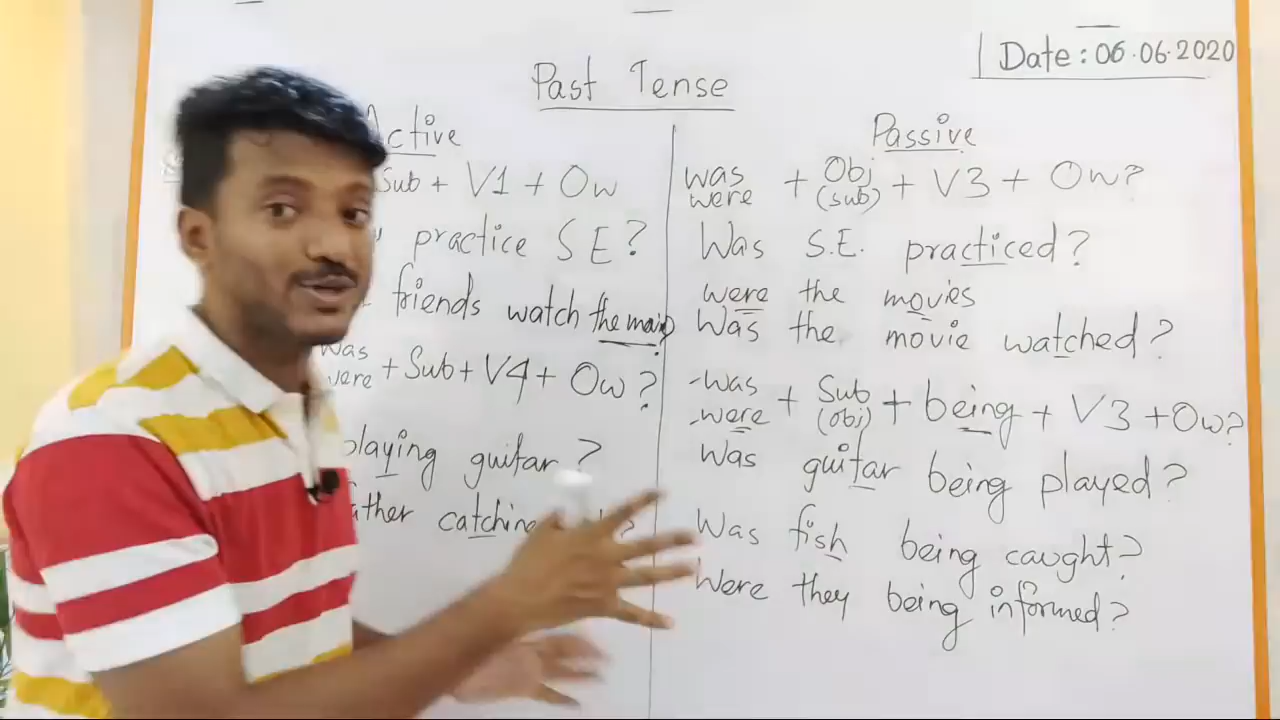 Date : 06.06.2020
Past Tense
Active
Sub + V1 + Ow
practice S E?
friends watch the
was
were + Sub + V4 + Ow?
playing guitar?
catching
Passive
was
were + Obj (sub) + V3 + Ow?
Was S.E. practiced?
were the movies
Was the movie watched?
-was
-were + Sub (obj) + being + V3 + Ow?
Was guitar being played?
Was fish being caught?
Were they being informed?